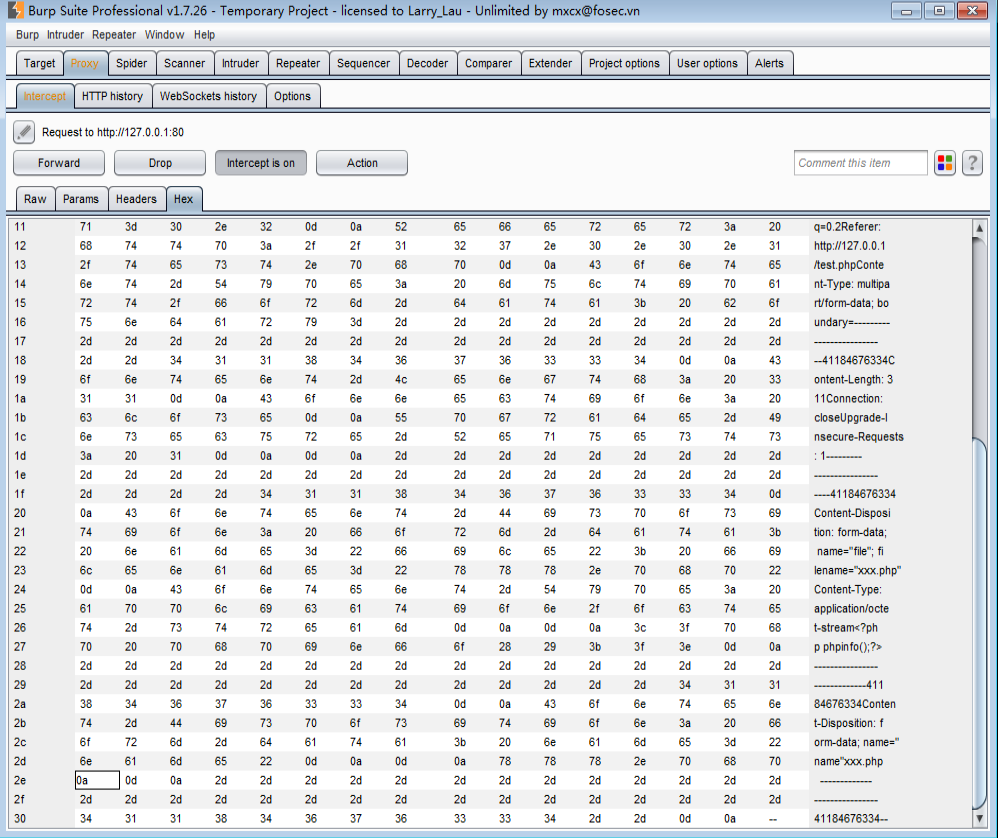 Burp Suite Professional v1.7.26 - Temporary Project - licensed to Larry_Lau - Unlimited by mxcx@fosec.vn
Burp Intruder Repeater Window Help
Target Proxy Spider Scanner Intruder Repeater Sequencer Decoder Comparer Extender Project options User options Alerts
Intercept HTTP history WebSockets history Options
Request to http://127.0.0.1:80
Forward Drop Intercept is on Action Comment this item ?
Raw Params Headers Hex
11 71 3d 30 2e 32 0d 0a 52 65 66 65 72 65 72 3a 20 q=0.2Referer:
12 68 74 74 70 3a 2f 2f 31 32 37 2e 30 2e 30 2e 31 http://127.0.0.1
13 2f 74 65 73 74 2e 70 68 70 0d 0a 43 6f 6e 74 65 /test.phpConte
14 6e 74 2d 54 79 70 65 3a 20 6d 75 6c 74 69 70 61 nt-Type: multipa
15 72 74 2f 66 6f 72 6d 2d 64 61 74 61 3b 20 62 6f rt/form-data; bo
16 75 6e 64 61 72 79 3d 2d 2d 2d 2d 2d 2d 2d 2d 2d undary=---------
17 2d 2d 2d 2d 2d 2d 2d 2d 2d 2d 2d 2d 2d 2d 2d 2d ----------------
18 2d 2d 34 31 31 38 34 36 37 36 33 33 34 0d 0a 43 --41184676334C
19 6f 6e 74 65 6e 74 2d 4c 65 6e 67 74 68 3a 20 33 ontent-Length: 3
1a 31 31 0d 0a 43 6f 6e 6e 65 63 74 69 6f 6e 3a 20 11Connection:
1b 63 6c 6f 73 65 0d 0a 55 70 67 72 61 64 65 2d 49 closeUpgrade-I
1c 6e 73 65 63 75 72 65 2d 52 65 71 75 65 73 74 73 nsecure-Requests
1d 3a 20 31 0d 0a 0d 0a 2d 2d 2d 2d 2d 2d 2d 2d 2d : 1---------
1e 2d 2d 2d 2d 2d 2d 2d 2d 2d 2d 2d 2d 2d 2d 2d 2d ----------------
1f 2d 2d 2d 2d 34 31 31 38 34 36 37 36 33 33 34 0d ----41184676334
20 0a 43 6f 6e 74 65 6e 74 2d 44 69 73 70 6f 73 69 Content-Disposi
21 74 69 6f 6e 3a 20 66 6f 72 6d 2d 64 61 74 61 3b tion: form-data;
22 20 6e 61 6d 65 3d 22 66 69 6c 65 22 3b 20 66 69 name="file"; fi
23 6c 65 6e 61 6d 65 3d 22 78 78 78 2e 70 68 70 22 lename="xxx.php"
24 0d 0a 43 6f 6e 74 65 6e 74 2d 54 79 70 65 3a 20 Content-Type:
25 61 70 70 6c 69 63 61 74 69 6f 6e 2f 6f 63 74 65 application/octe
26 74 2d 73 74 72 65 61 6d 0d 0a 0d 0a 3c 3f 70 68 t-stream<?ph
27 70 20 70 68 70 69 6e 66 6f 28 29 3b 3f 3e 0d 0a p phpinfo();?>
28 2d 2d 2d 2d 2d 2d 2d 2d 2d 2d 2d 2d 2d 2d 2d 2d ----------------
29 2d 2d 2d 2d 2d 2d 2d 2d 2d 2d 2d 2d 2d 34 31 31 -------------411
2a 38 34 36 37 36 33 33 34 0d 0a 43 6f 6e 74 65 6e 84676334Conten
2b 74 2d 44 69 73 70 6f 73 69 74 69 6f 6e 3a 20 66 t-Disposition: f
2c 6f 72 6d 2d 64 61 74 61 3b 20 6e 61 6d 65 3d 22 orm-data; name="
2d 6e 61 6d 65 22 0d 0a 0d 0a 78 78 78 2e 70 68 70 name"xxx.php
2e 0a 0d 0a 2d 2d 2d 2d 2d 2d 2d 2d 2d 2d 2d 2d 2d -------------
2f 2d 2d 2d 2d 2d 2d 2d 2d 2d 2d 2d 2d 2d 2d 2d 2d ----------------
30 34 31 31 38 34 36 37 36 33 33 34 2d 2d 0d 0a -- 41184676334--